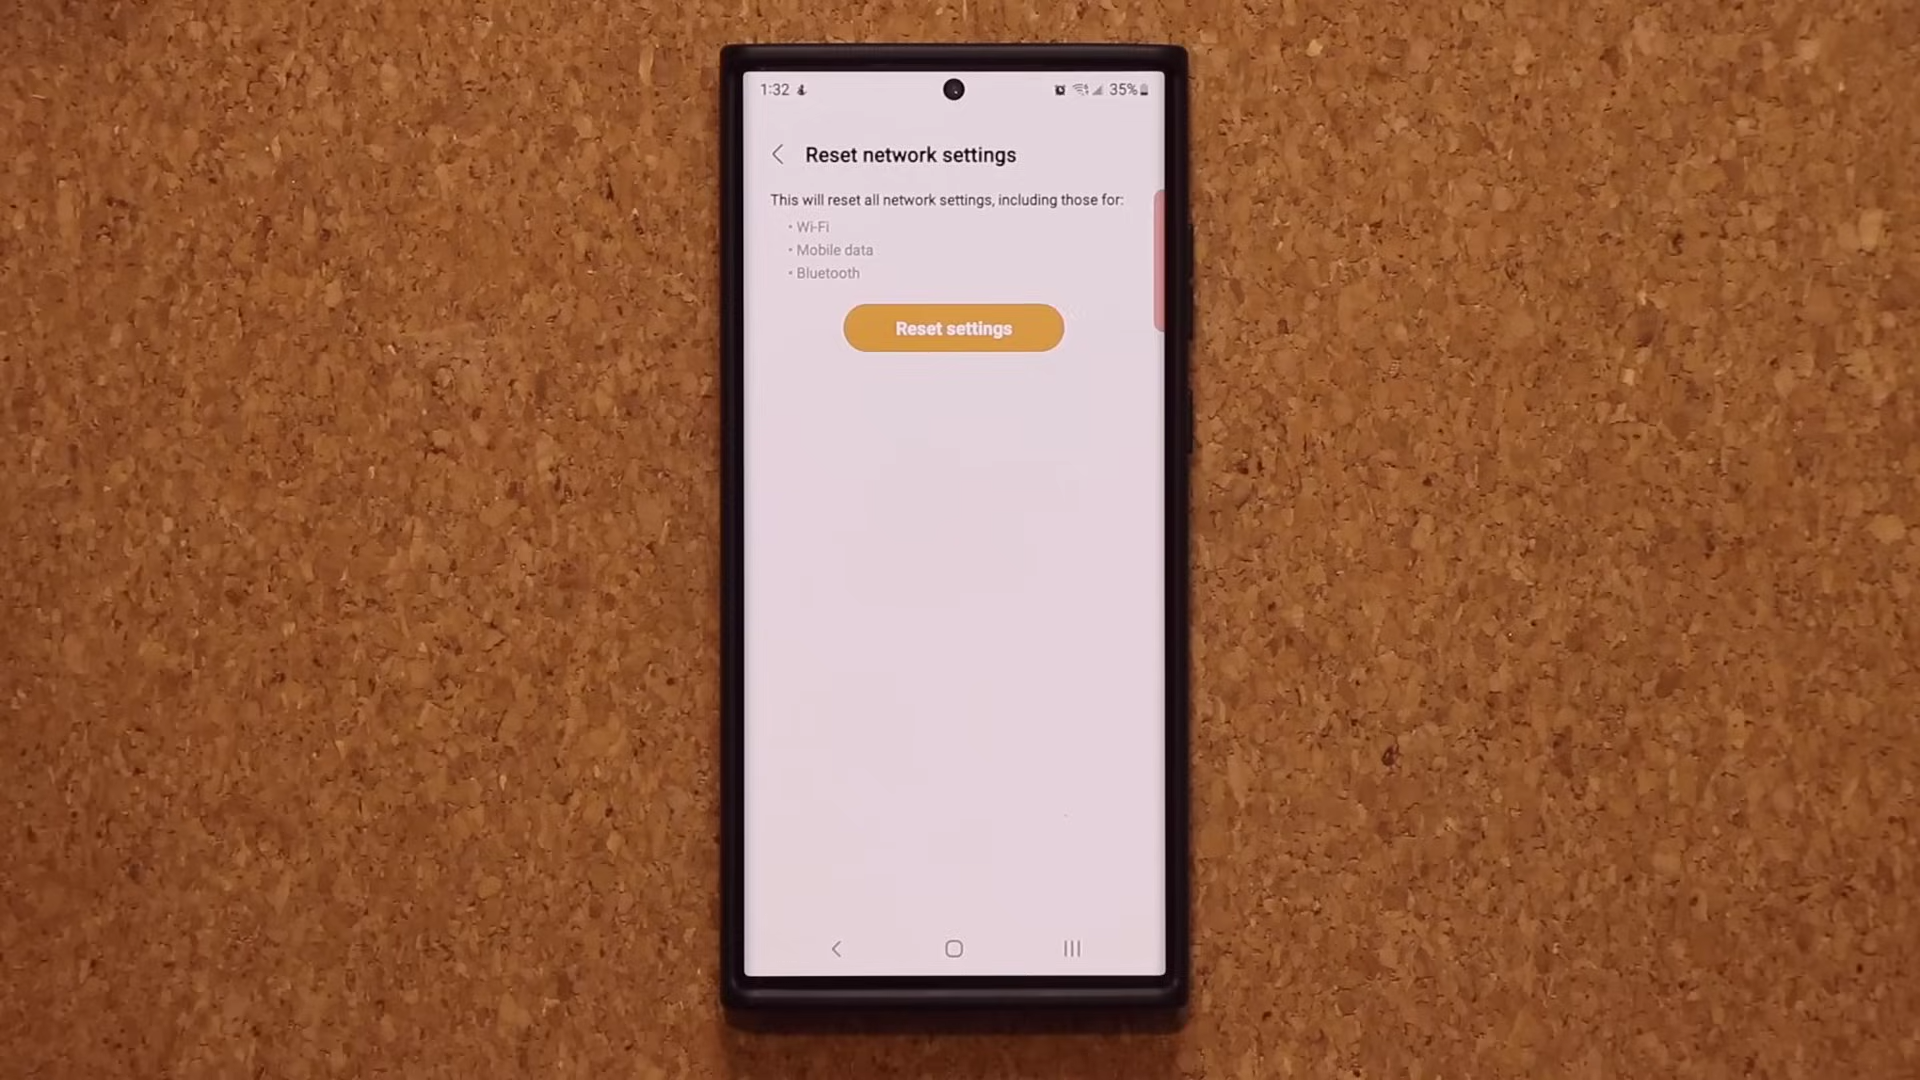 1:32 35%
Reset network settings
This will reset all network settings, including those for:
• Wi-Fi
• Mobile data
• Bluetooth
Reset settings